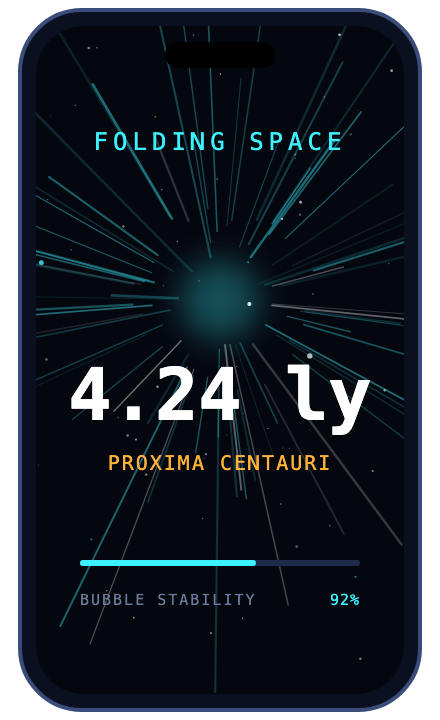 FOLDING SPACE
4.24 ly
PROXIMA CENTAURI
BUBBLE STABILITY 92%